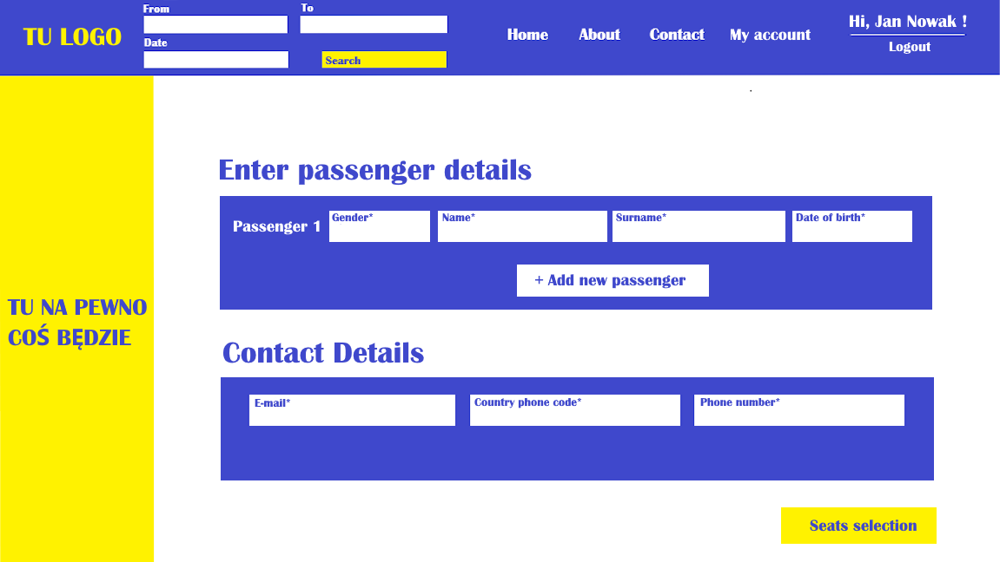 TU LOGO
From
To
Date
Search
Home
About
Contact
My account
Hi, Jan Nowak !
Logout
TU NA PEWNO
COŚ BĘDZIE
Enter passenger details
Passenger 1
Gender*
Name*
Surname*
Date of birth*
+ Add new passenger
Contact Details
E-mail*
Country phone code*
Phone number*
Seats selection